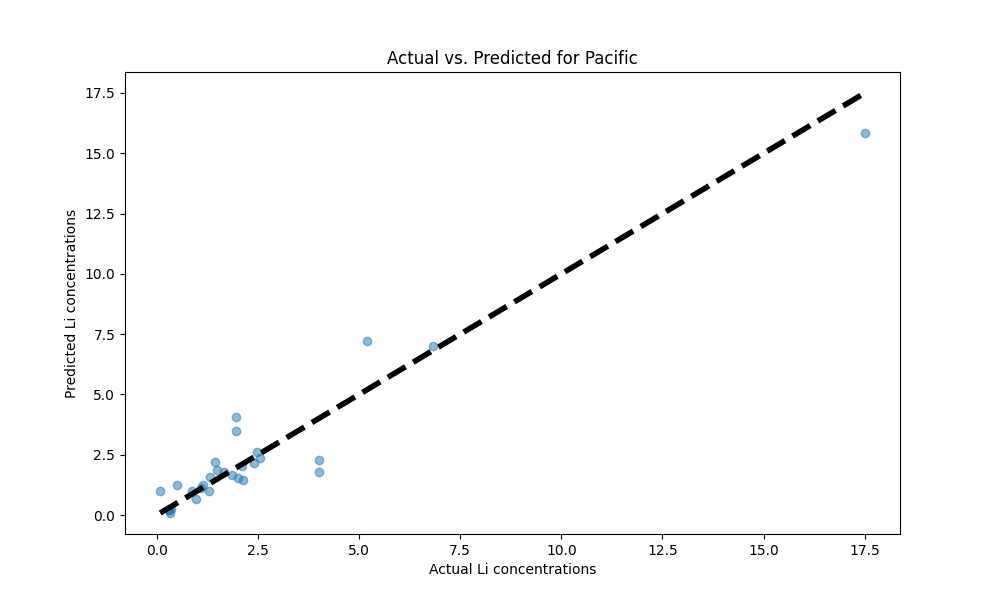 Actual vs. Predicted for Pacific
17.5
15.0
12.5
10.0
7.5
5.0
2.5
0.0
Predicted Li concentrations
0.0 2.5 5.0 7.5 10.0 12.5 15.0 17.5
Actual Li concentrations